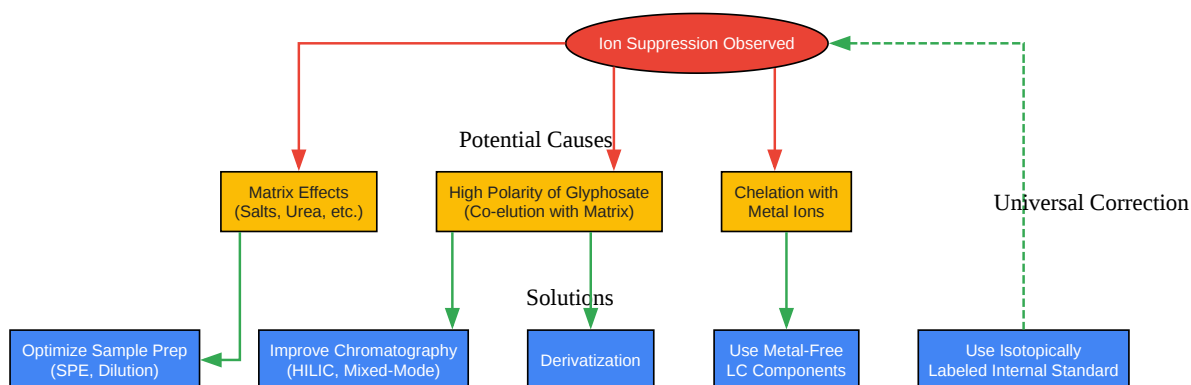 Ion Suppression Observed
Potential Causes
Matrix Effects
(Salts, Urea, etc.)
High Polarity of Glyphosate
(Co-elution with Matrix)
Chelation with
Metal Ions
Universal Correction
Solutions
Optimize Sample Prep
(SPE, Dilution)
Improve Chromatography
(HILIC, Mixed-Mode)
Derivatization
Use Metal-Free
LC Components
Use Isotopically
Labeled Internal Standard